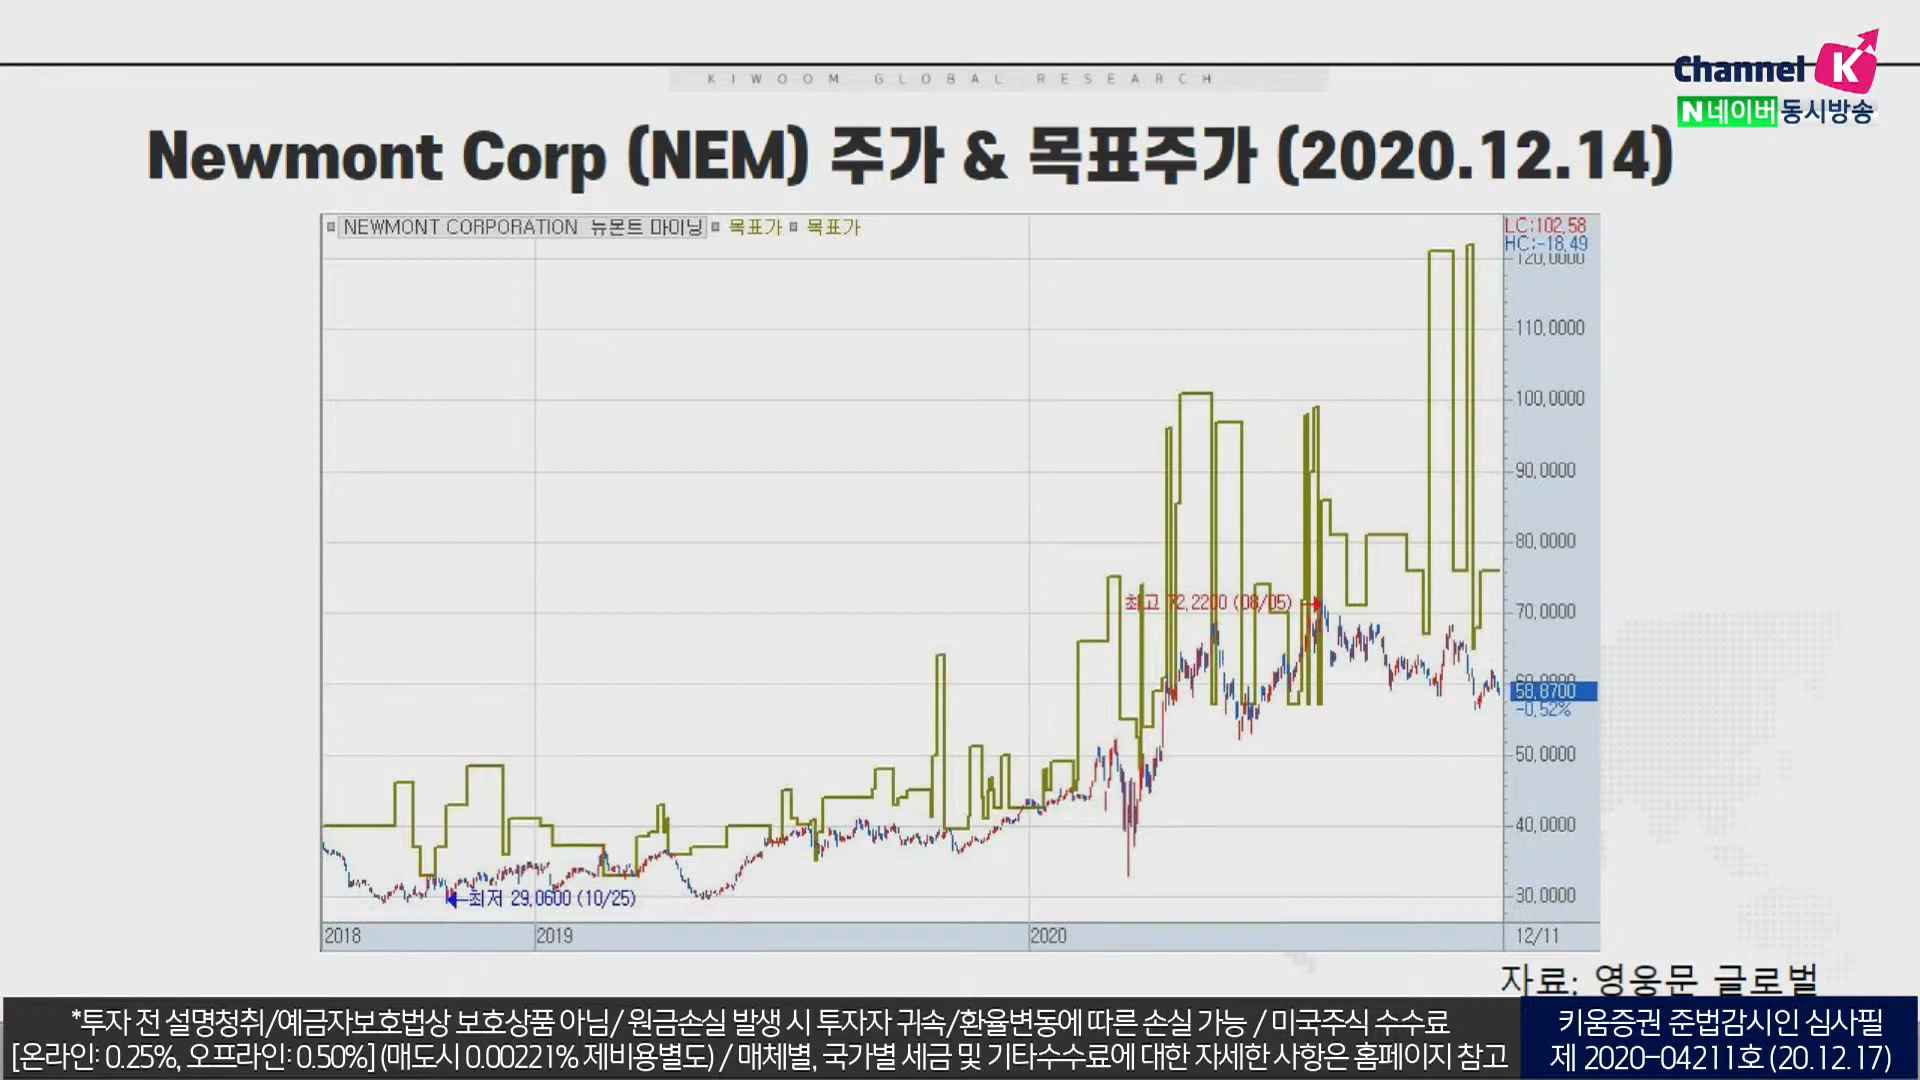 KIWOOM GLOBAL RESEARCH
Channel K
N네이버 동시방송
Newmont Corp (NEM) 주가 & 목표주가 (2020.12.14)
NEWMONT CORPORATION 뉴몬트 마이닝 목표가 목표가
LC:102,58
HC:-18,49
120,0000
110,0000
100,0000
90,0000
80,0000
최고 72,2200 (08/05)
70,0000
60,0000
58,8700
-0,52%
50,0000
40,0000
최저 29,0600 (10/25)
30,0000
2018 2019 2020 12/11
자료: 영웅문 글로벌
*투자 전 설명청취/예금자보호법상 보호상품 아님/ 원금손실 발생 시 투자자 귀속/환율변동에 따른 손실 가능 / 미국주식 수수료
[온라인: 0.25%, 오프라인: 0.50%] (매도시 0.00221% 제비용별도) / 매체별, 국가별 세금 및 기타수수료에 대한 자세한 사항은 홈페이지 참고
키움증권 준법감시인 심사필
제 2020-04211호 (20.12.17)